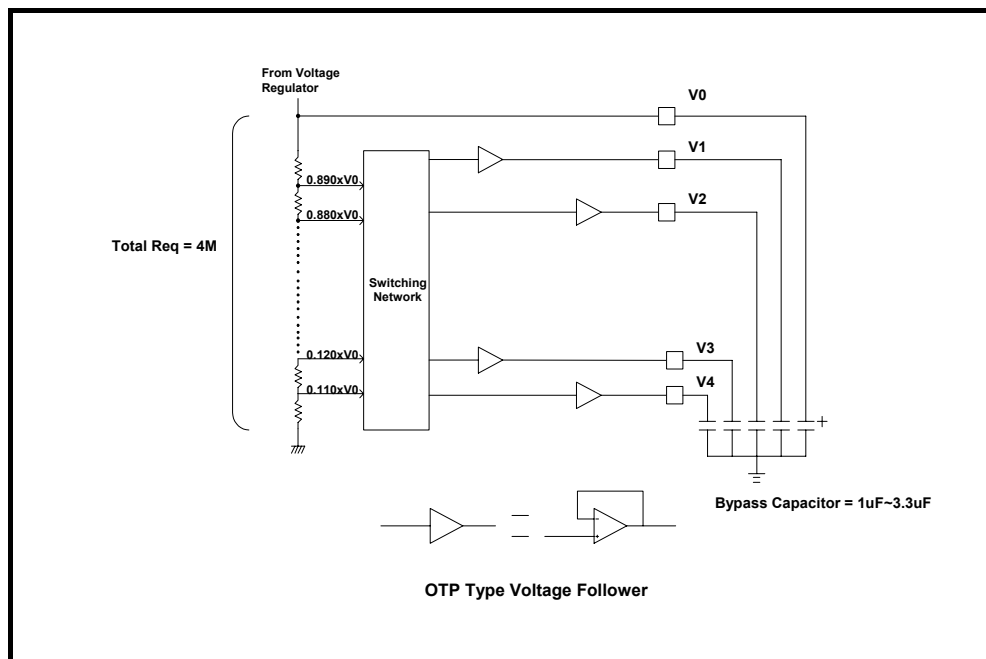 From Voltage
Regulator
V0
V1
0.890xV0
V2
0.880xV0
Total Req = 4M
Switching
Network
V3
0.120xV0
V4
0.110xV0
+
Bypass Capacitor = 1uF~3.3uF
- 
+
OTP Type Voltage Follower